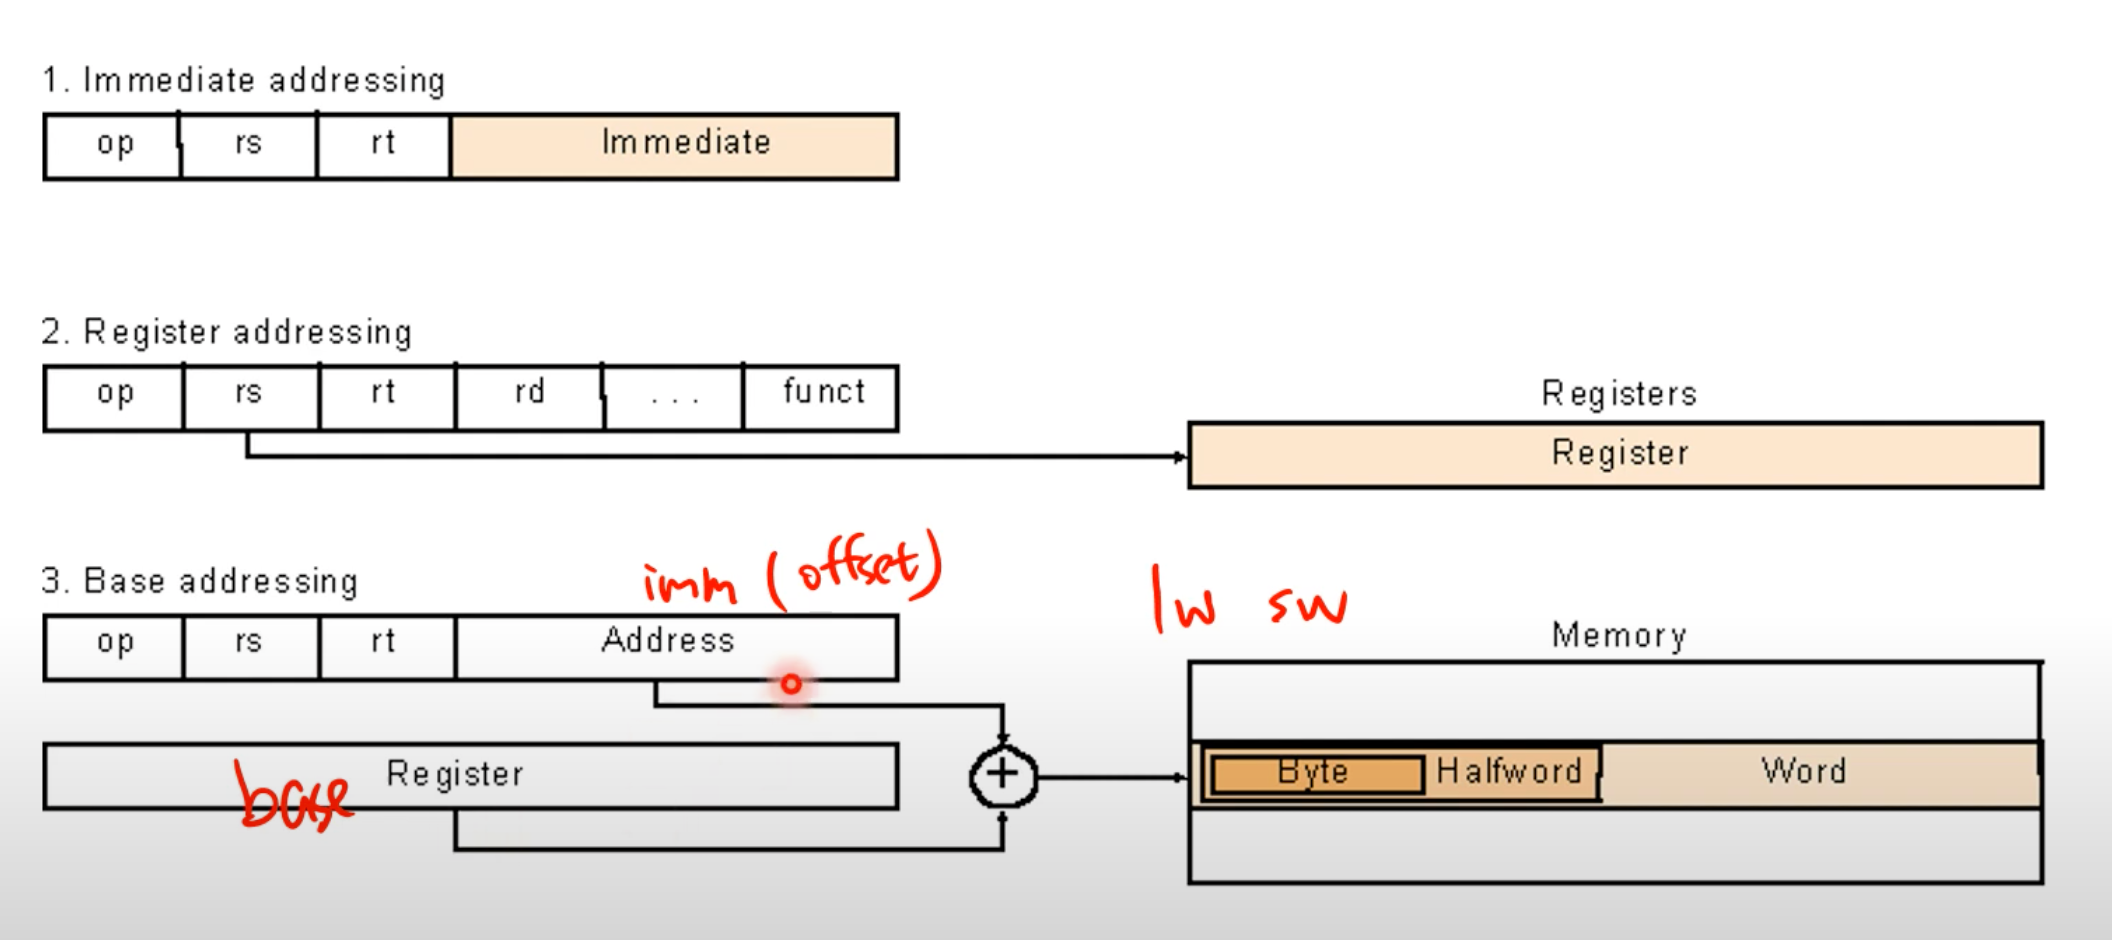 1. Immediate addressing
op rs rt Immediate
2. Register addressing
op rs rt rd ... funct
Registers
Register
imm (offset)
lw sw
3. Base addressing
op rs rt Address
Memory
Register
base
+
Byte Halfword Word